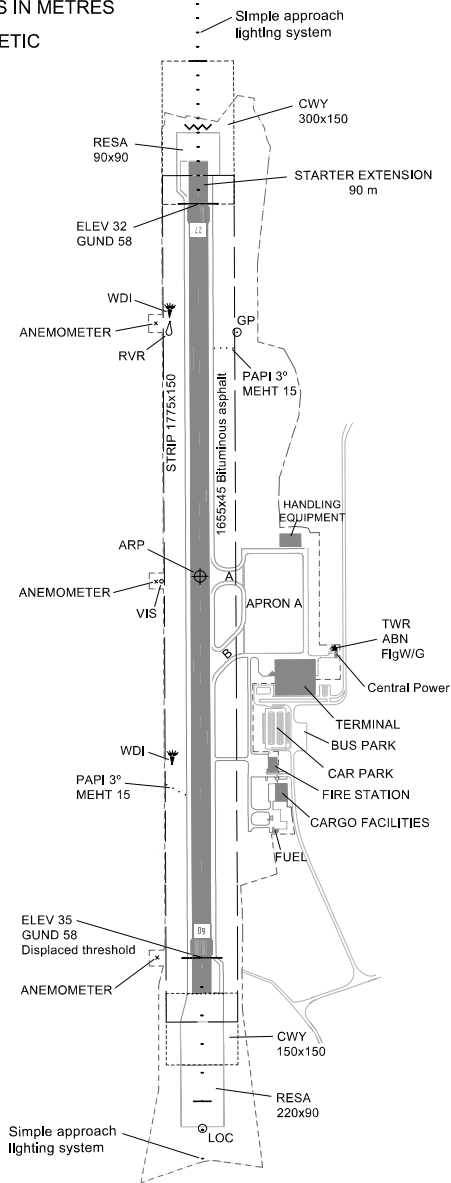 S IN METRES
ETIC
Simple approach
lighting system
CWY
300x150
RESA
90x90
STARTER EXTENSION
90 m
ELEV 32
GUND 58
27
WDI
ANEMOMETER
RVR
GP
PAPI 3º
MEHT 15
STRIP 1775x150
1655x45 Bituminous asphalt
HANDLING
EQUIPMENT
ARP
A
APRON A
ANEMOMETER
VIS
TWR
ABN
FlgW/G
B
Central Power
TERMINAL
BUS PARK
WDI
CAR PARK
PAPI 3º
MEHT 15
FIRE STATION
CARGO FACILITIES
FUEL
ELEV 35
GUND 58
Displaced threshold
09
ANEMOMETER
CWY
150x150
RESA
220x90
LOC
Simple approach
lighting system